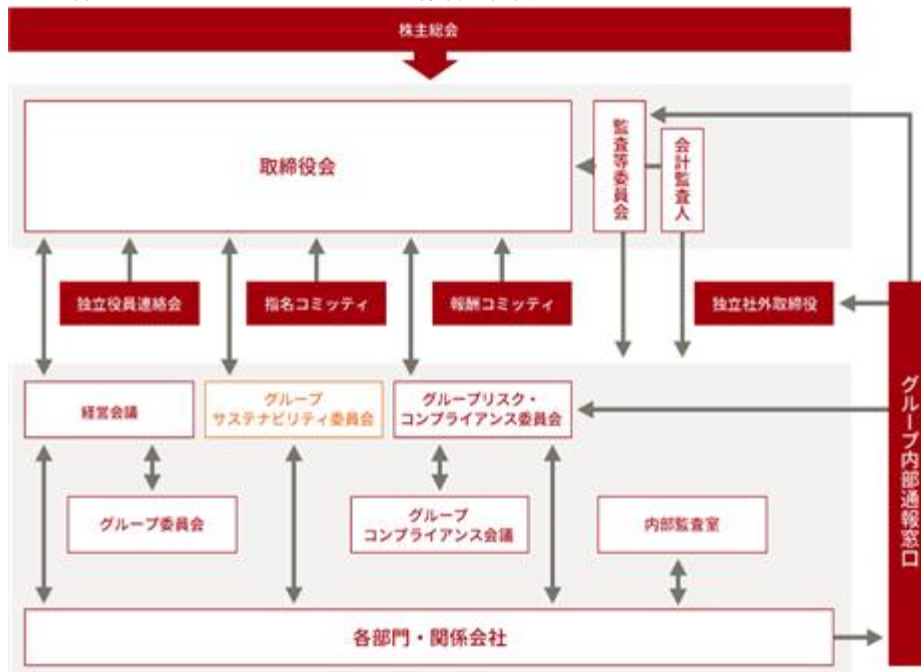 株主総会
取締役会
監査等委員会
会計監査人
独立役員連絡会
指名コミッティ
報酬コミッティ
独立社外取締役
経営会議
グループ
サステナビリティ委員会
グループリスク・
コンプライアンス委員会
グループ委員会
グループ
コンプライアンス会議
内部監査室
各部門・関係会社
グループ内部通報窓口